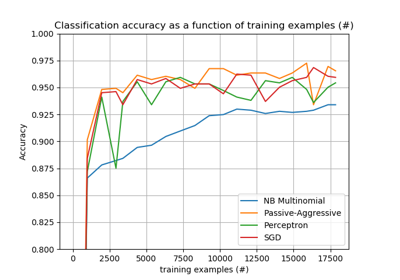 Classification accuracy as a function of training examples (#)
1.000
0.975
0.950
0.925
0.900
0.875
0.850
0.825
0.800
Accuracy
NB Multinomial
Passive-Aggressive
Perceptron
SGD
0 2500 5000 7500 10000 12500 15000 17500
training examples (#)